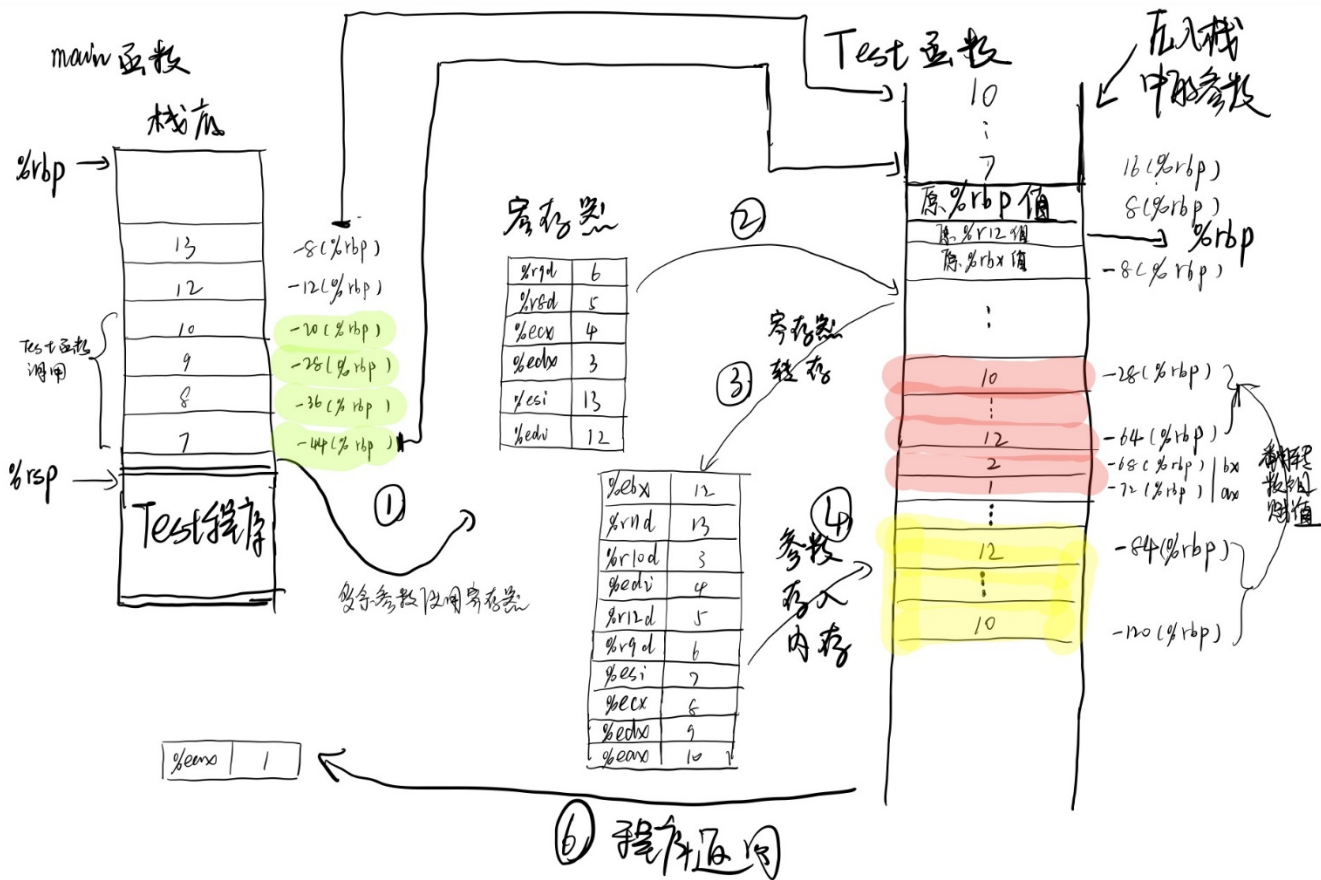 main函数
栈底
%rbp
13 -8(%rbp)
12 -12(%rbp)
10 -20(%rbp)
9 -28(%rbp)
8 -36(%rbp)
7 -44(%rbp)
Test函数
调用
%rsp
Test程序
①
多余参数使用寄存器
寄存器
%r9d 6
%r8d 5
%ecx 4
%edx 3
%esi 13
%edi 12
②
③
寄存器
转存
%ebx 12
%r11d 13
%r10d 3
%edi 4
%r12d 5
%r9d 6
%esi 7
%ecx 8
%edx 9
%eax 10
④
参数
存入
内存
Test函数
压入栈
中的参数
10
⋮
7
16(%rbp)
原%rbp值 8(%rbp)
原%r12值 %rbp
原%rbx值 -8(%rbp)
⋮
10 -28(%rbp)
⋮
12 -64(%rbp)
2 -68(%rbp) bx
1 -72(%rbp) ax
⋮
12 -84(%rbp)
⋮
10 -120(%rbp)
数组
赋值
%eax 1
⑥ 程序返回